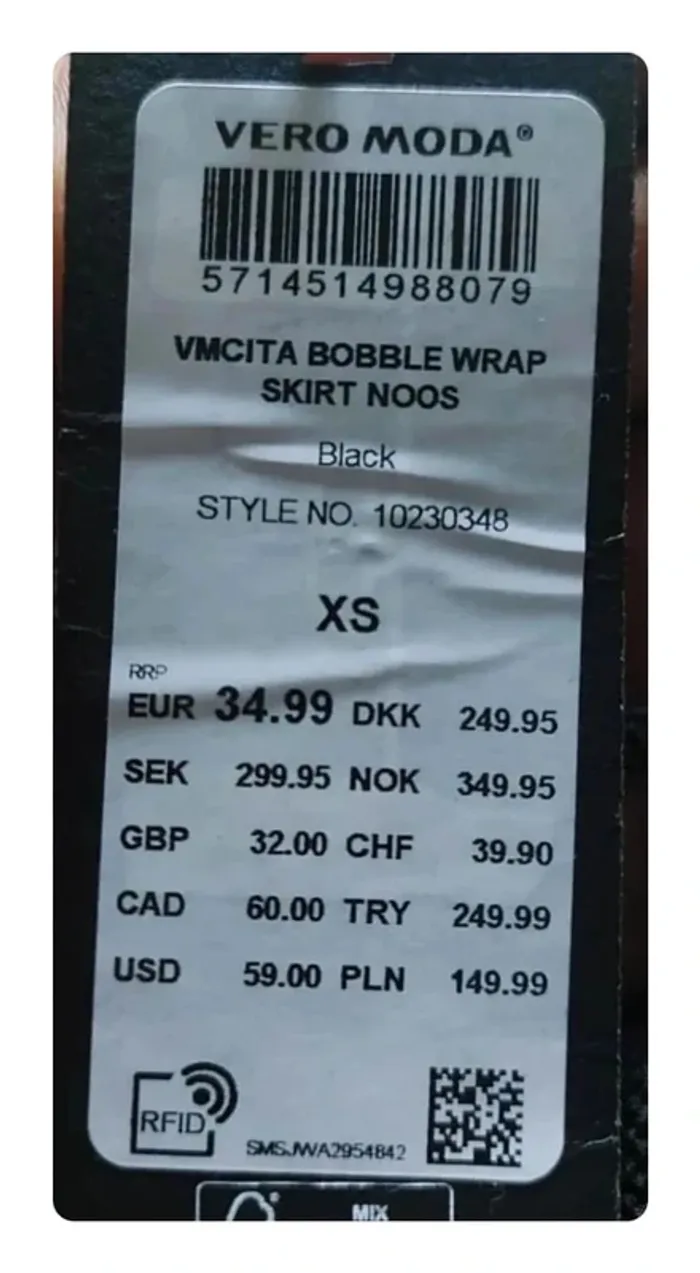 VERO MODA®
5714514988079
VMCITA BOBBLE WRAP
SKIRT NOOS
Black
STYLE NO. 10230348
XS
RRP
EUR 34.99 DKK 249.95
SEK 299.95 NOK 349.95
GBP 32.00 CHF 39.90
CAD 60.00 TRY 249.99
USD 59.00 PLN 149.99
RFID
SMSJWA2954842
MIX